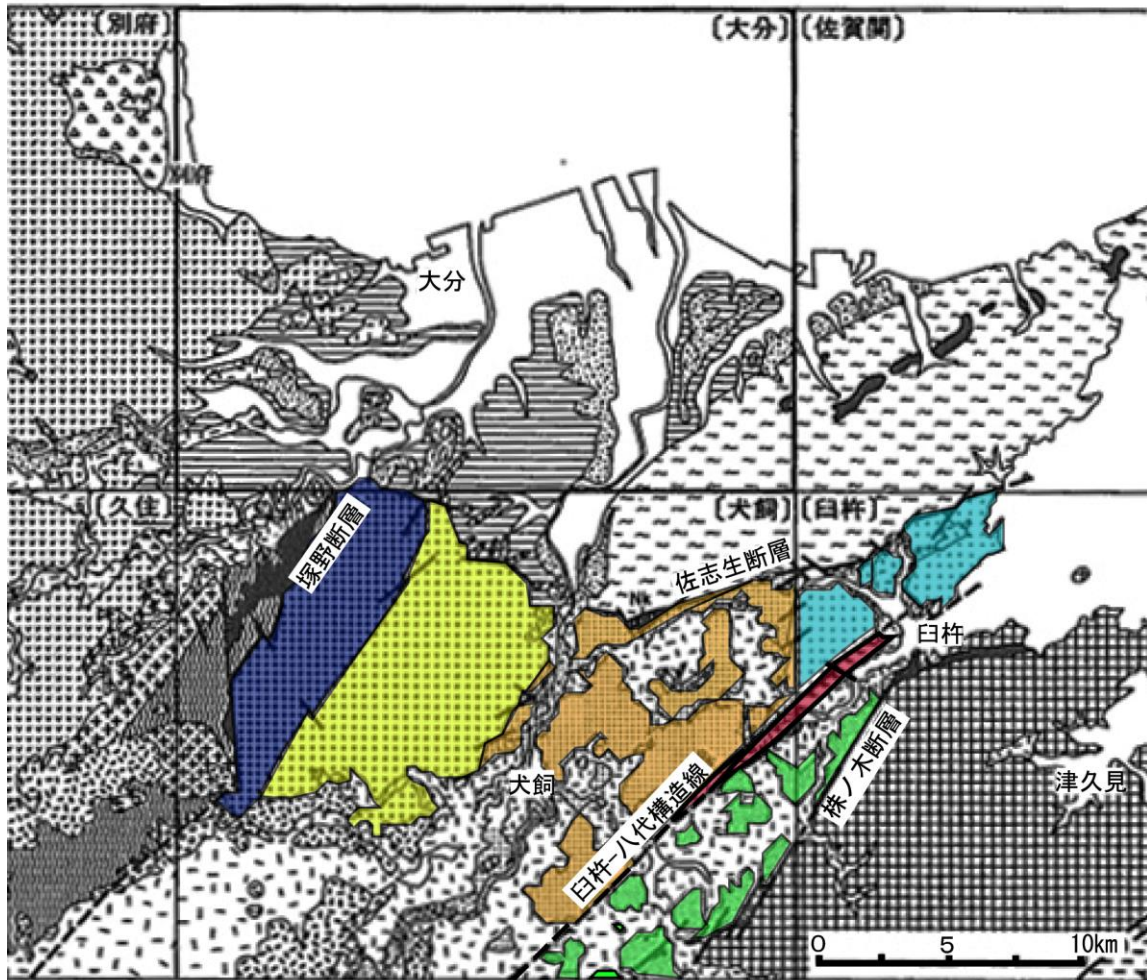 〔別府〕
〔大分〕
〔佐賀関〕
別府
大分
〔久住〕
〔犬飼〕
〔臼杵〕
塚野断層
佐志生断層
臼杵
犬飼
臼杵–八代構造線
株ノ木断層
津久見
0 5 10km